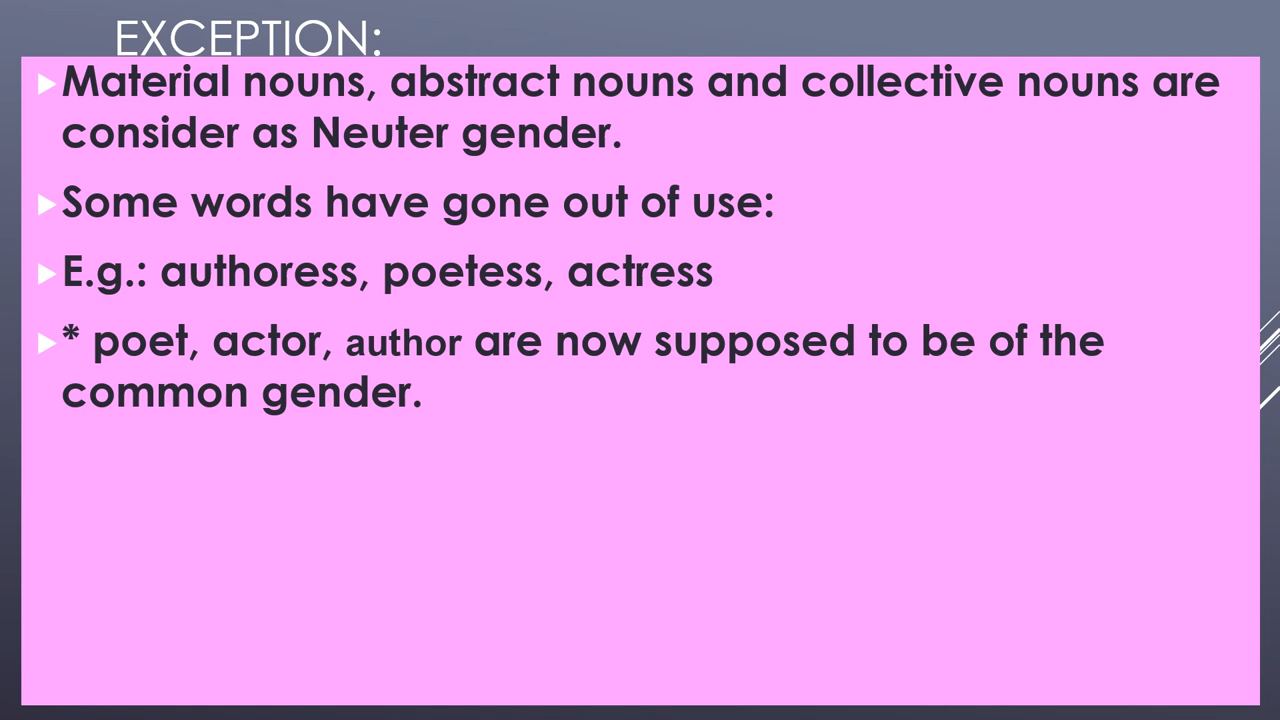 EXCEPTION:
Material nouns, abstract nouns and collective nouns are
consider as Neuter gender.
Some words have gone out of use:
E.g.: authoress, poetess, actress
* poet, actor, author are now supposed to be of the
common gender.